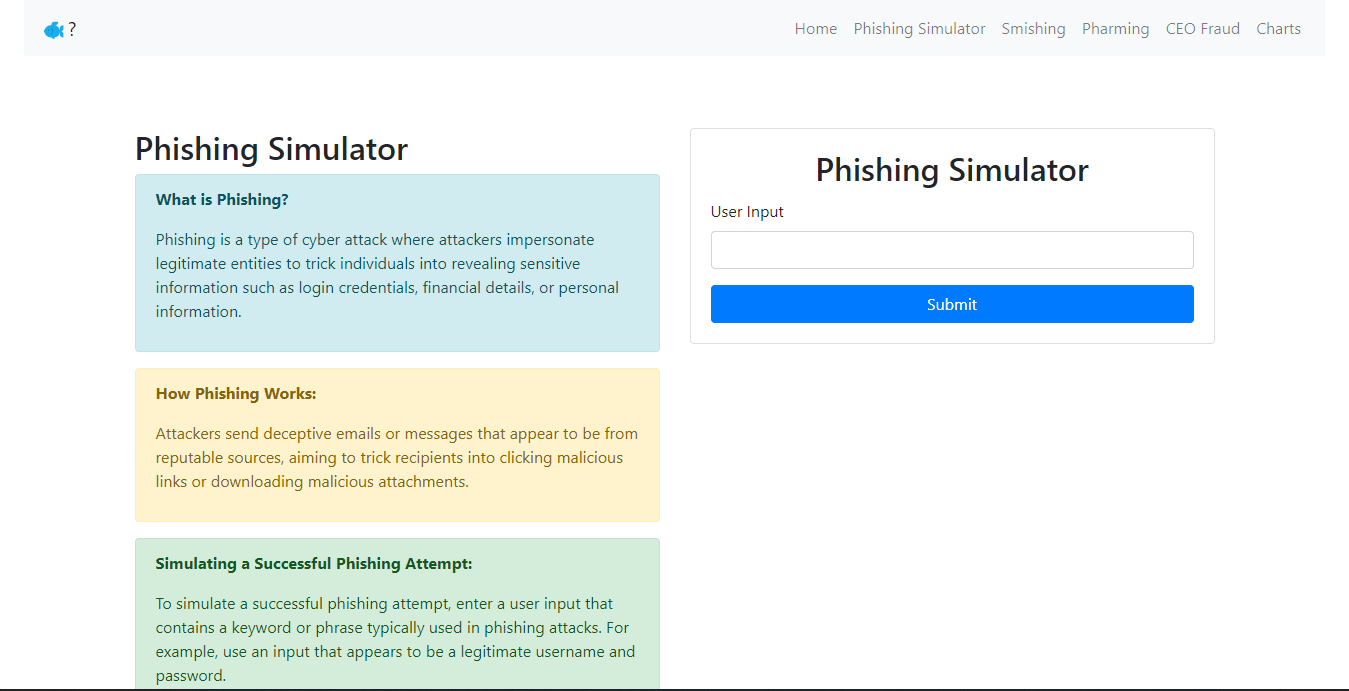 ?
Home Phishing Simulator Smishing Pharming CEO Fraud Charts
Phishing Simulator
What is Phishing?
Phishing is a type of cyber attack where attackers impersonate
legitimate entities to trick individuals into revealing sensitive
information such as login credentials, financial details, or personal
information.
How Phishing Works:
Attackers send deceptive emails or messages that appear to be from
reputable sources, aiming to trick recipients into clicking malicious
links or downloading malicious attachments.
Simulating a Successful Phishing Attempt:
To simulate a successful phishing attempt, enter a user input that
contains a keyword or phrase typically used in phishing attacks. For
example, use an input that appears to be a legitimate username and
password.
Phishing Simulator
User Input
Submit